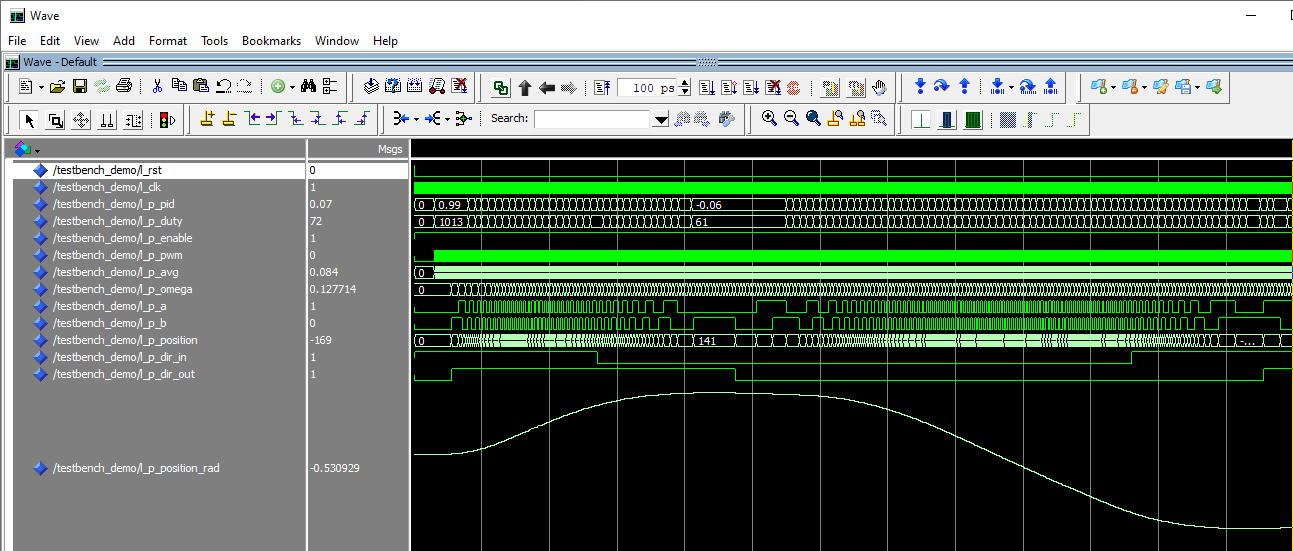 Wave
File Edit View Add Format Tools Bookmarks Window Help
Wave - Default
100 ps
Search:
Msgs
/testbench_demo/l_rst 0
/testbench_demo/l_clk 1
/testbench_demo/l_p_pid 0.07 0 0.99 -0.06
/testbench_demo/l_p_duty 72 0 1013 61
/testbench_demo/l_p_enable 1
/testbench_demo/l_p_pwm 0
/testbench_demo/l_p_avg 0.084 0
/testbench_demo/l_p_omega 0.127714 0
/testbench_demo/l_p_a 1
/testbench_demo/l_p_b 0
/testbench_demo/l_p_position -169 0 141 -...
/testbench_demo/l_p_dir_in 1
/testbench_demo/l_p_dir_out 1
/testbench_demo/l_p_position_rad -0.530929